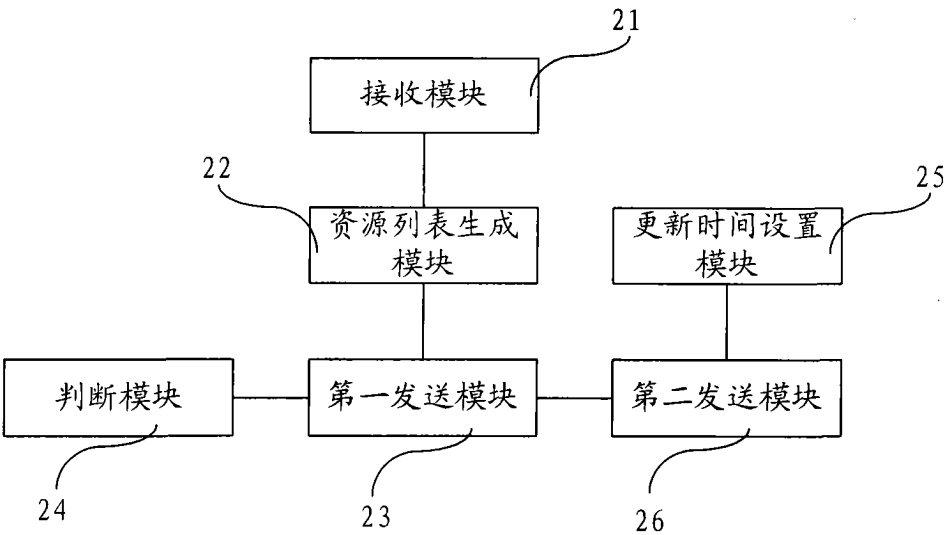 21
接收模块
22
资源列表生成
模块
25
更新时间设置
模块
判断模块
第一发送模块
第二发送模块
24
23
26